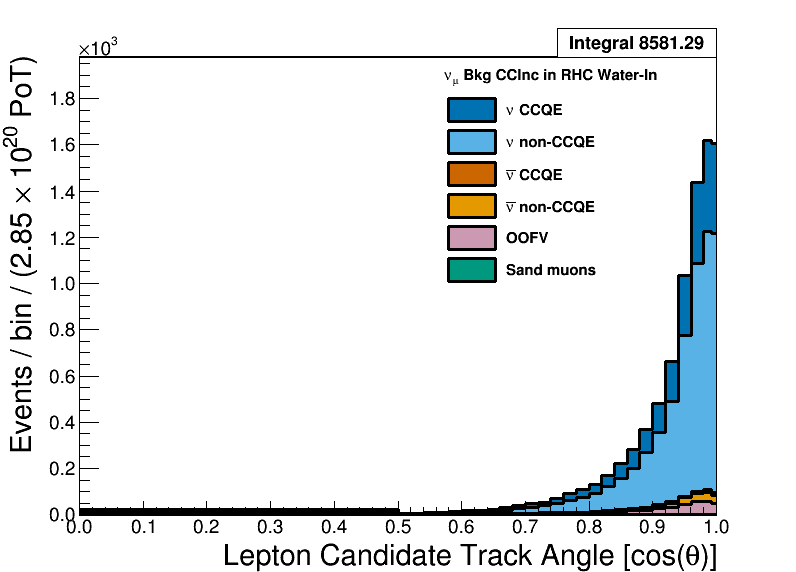 Integral 8581.29
×10³
ν_μ Bkg CCInc in RHC Water-In
ν CCQE
ν non-CCQE
ν̅ CCQE
ν̅ non-CCQE
OOFV
Sand muons
Events / bin / (2.85 × 10²⁰ PoT)
1.8
1.6
1.4
1.2
1.0
0.8
0.6
0.4
0.2
0.0
0.0 0.1 0.2 0.3 0.4 0.5 0.6 0.7 0.8 0.9 1.0
Lepton Candidate Track Angle [cos(θ)]